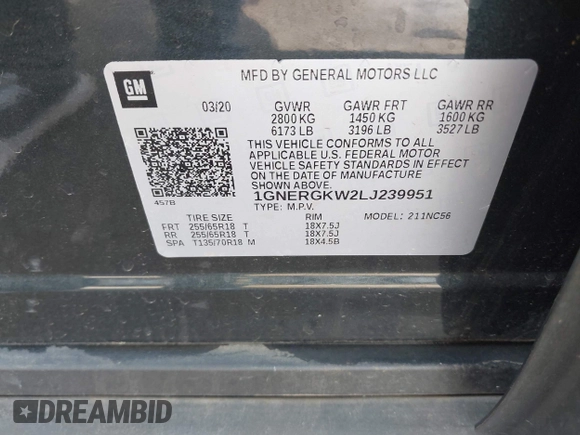 GM
MFD BY GENERAL MOTORS LLC
03/20 GVWR GAWR FRT GAWR RR
2800 KG 1450 KG 1600 KG
6173 LB 3196 LB 3527 LB
THIS VEHICLE CONFORMS TO ALL
APPLICABLE U.S. FEDERAL MOTOR
VEHICLE SAFETY STANDARDS IN EFFECT
ON THE DATE OF MANUFACTURE SHOWN ABOVE.
1GNERGKW2LJ239951
457B TYPE: M.P.V. MODEL: 211NC56
TIRE SIZE RIM
FRT 255/65R18 T 18X7.5J
RR 255/65R18 T 18X7.5J
SPA T135/70R18 M 18X4.5B
DREAMBID